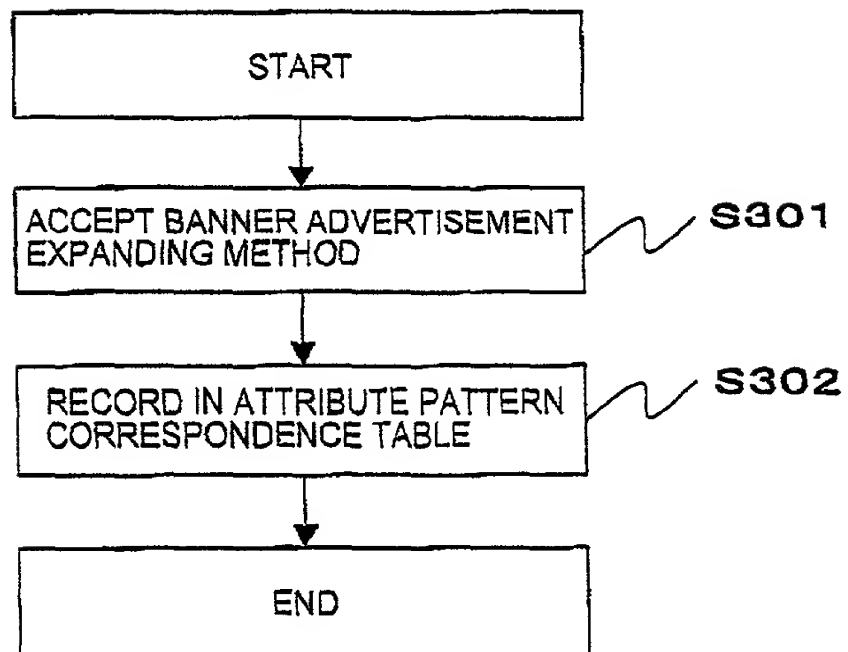 START
ACCEPT BANNER ADVERTISEMENT
EXPANDING METHOD
S301
RECORD IN ATTRIBUTE PATTERN
CORRESPONDENCE TABLE
S302
END